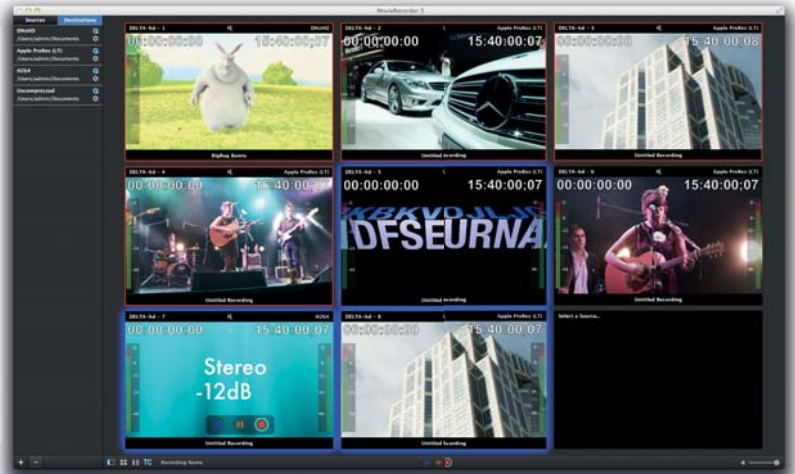 MovieRecorder 3
Sources Destinations
DNxHD
/Users/admin/Documents
Apple ProRes (LT)
/Users/admin/Documents
H264
/Users/admin/Documents
Uncompressed
/Users/admin/Documents
DELTA-hd - 1 DNxHD
00:00:00:00 15:40:00;07
BigBug Bunny
DELTA-hd - 2 Apple ProRes (LT)
00:00:00:00 15:40:00;07
Untitled Recording
DELTA-hd - 3 Apple ProRes (LT)
00:00:00:00 15:40:00;08
Untitled Recording
DELTA-hd - 4 Apple ProRes (LT)
00:00:00:00 15:40:00;07
Untitled Recording
DELTA-hd - 5 Apple ProRes (LT)
00:00:00:00 15:40:00;07
DFSEURNA
Untitled Recording
DELTA-hd - 6 Apple ProRes (LT)
00:00:00:00 15:40:00;07
Untitled Recording
DELTA-hd - 7 H264
00:00:00:00 15:40:00;07
Stereo
-12dB
Untitled Recording
DELTA-hd - 8 Apple ProRes (LT)
00:00:00:00 15:40:00;07
Untitled Recording
Select a Source...
TC Recording Name